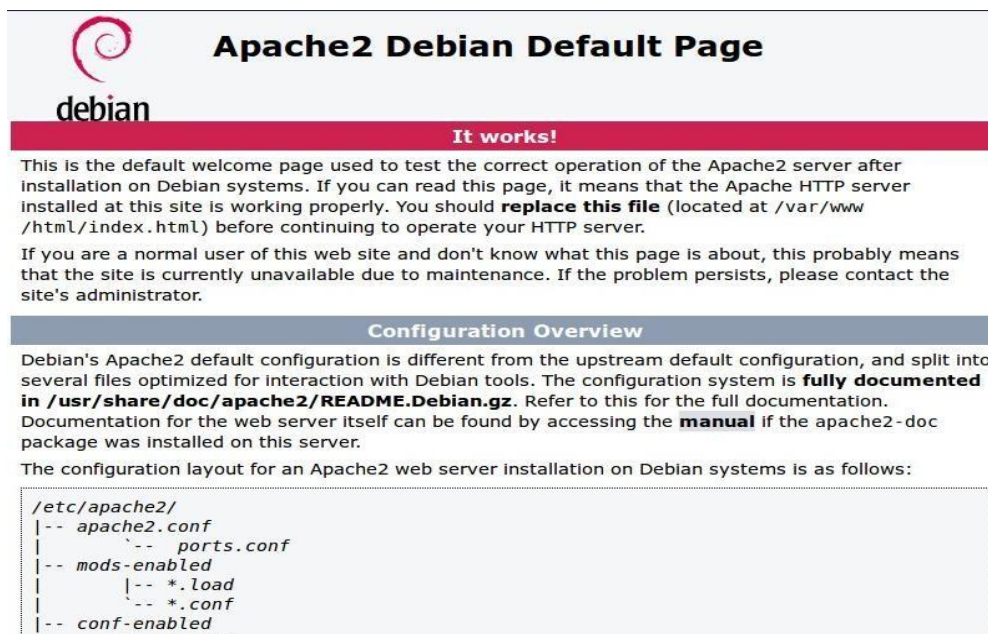 Apache2 Debian Default Page
debian
It works!
This is the default welcome page used to test the correct operation of the Apache2 server after
installation on Debian systems. If you can read this page, it means that the Apache HTTP server
installed at this site is working properly. You should replace this file (located at /var/www
/html/index.html) before continuing to operate your HTTP server.
If you are a normal user of this web site and don't know what this page is about, this probably means
that the site is currently unavailable due to maintenance. If the problem persists, please contact the
site's administrator.
Configuration Overview
Debian's Apache2 default configuration is different from the upstream default configuration, and split into
several files optimized for interaction with Debian tools. The configuration system is fully documented
in /usr/share/doc/apache2/README.Debian.gz. Refer to this for the full documentation.
Documentation for the web server itself can be found by accessing the manual if the apache2-doc
package was installed on this server.
The configuration layout for an Apache2 web server installation on Debian systems is as follows:
/etc/apache2/
|-- apache2.conf
|       `--  ports.conf
|-- mods-enabled
|       |-- *.load
|       `-- *.conf
|-- conf-enabled